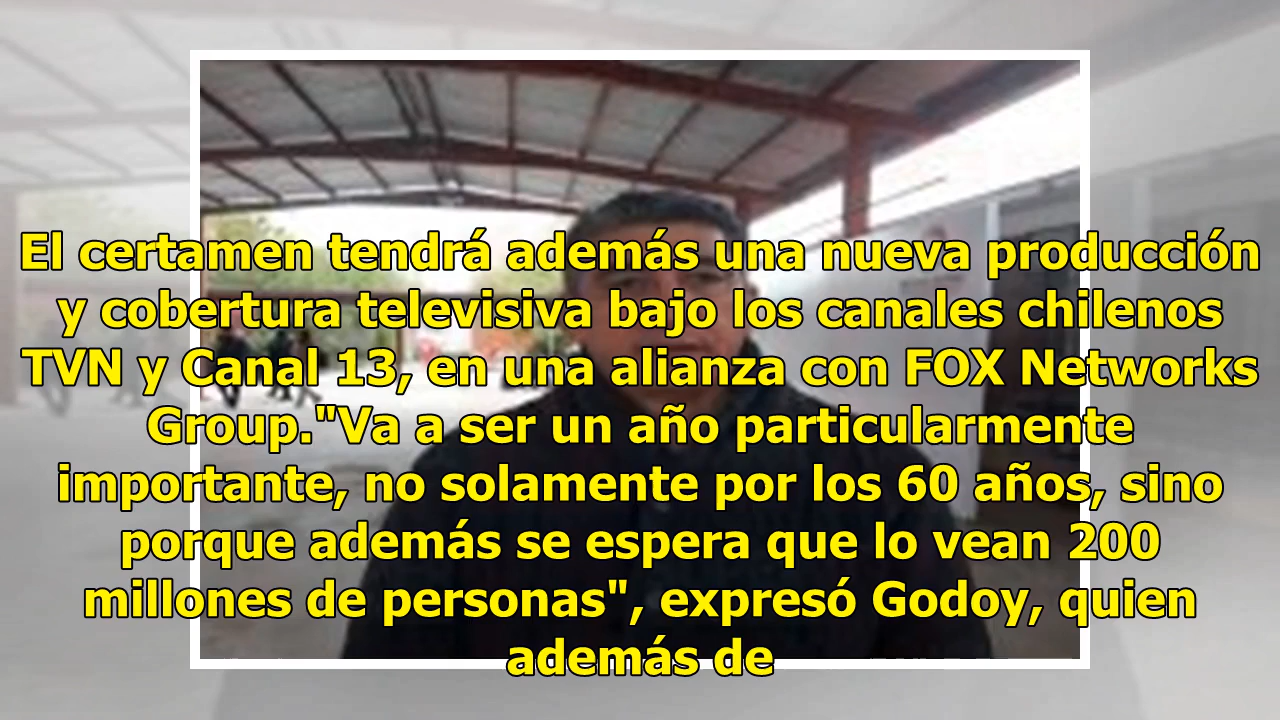 El certamen tendrá además una nueva producción
y cobertura televisiva bajo los canales chilenos
TVN y Canal 13, en una alianza con FOX Networks
Group."Va a ser un año particularmente
importante, no solamente por los 60 años, sino
porque además se espera que lo vean 200
millones de personas", expresó Godoy, quien
además de